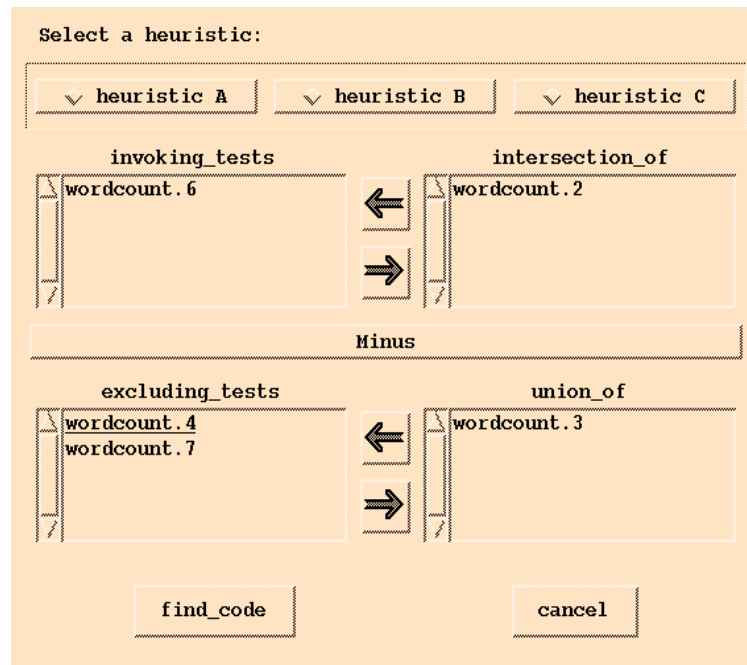 Select a heuristic:
heuristic A heuristic B heuristic C
invoking_tests intersection_of
wordcount.6 wordcount.2
Minus
excluding_tests union_of
wordcount.4 wordcount.3
wordcount.7
find_code cancel